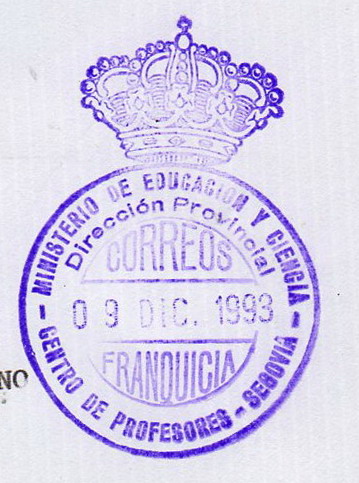 MINISTERIO DE EDUCACION Y CIENCIA
Dirección Provincial
CORREOS
0 9 DIC. 1993
FRANQUICIA
CENTRO DE PROFESORES - SEGOVIA
NO